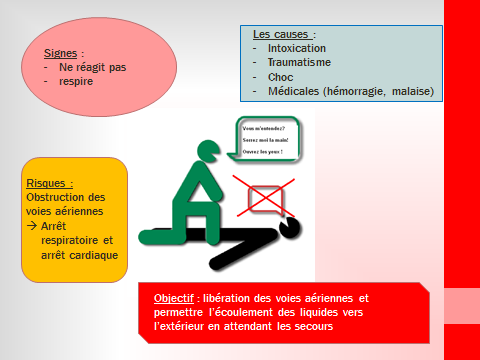 Signes :
- Ne réagit pas
- respire
Les causes :
- Intoxication
- Traumatisme
- Choc
- Médicales (hémorragie, malaise)
Vous m'entendez?
Serrez moi la main!
Ouvrez les yeux !
Risques :
Obstruction des
voies aériennes
→ Arrêt
respiratoire et
arrêt cardiaque
Objectif : libération des voies aériennes et
permettre l'écoulement des liquides vers
l'extérieur en attendant les secours